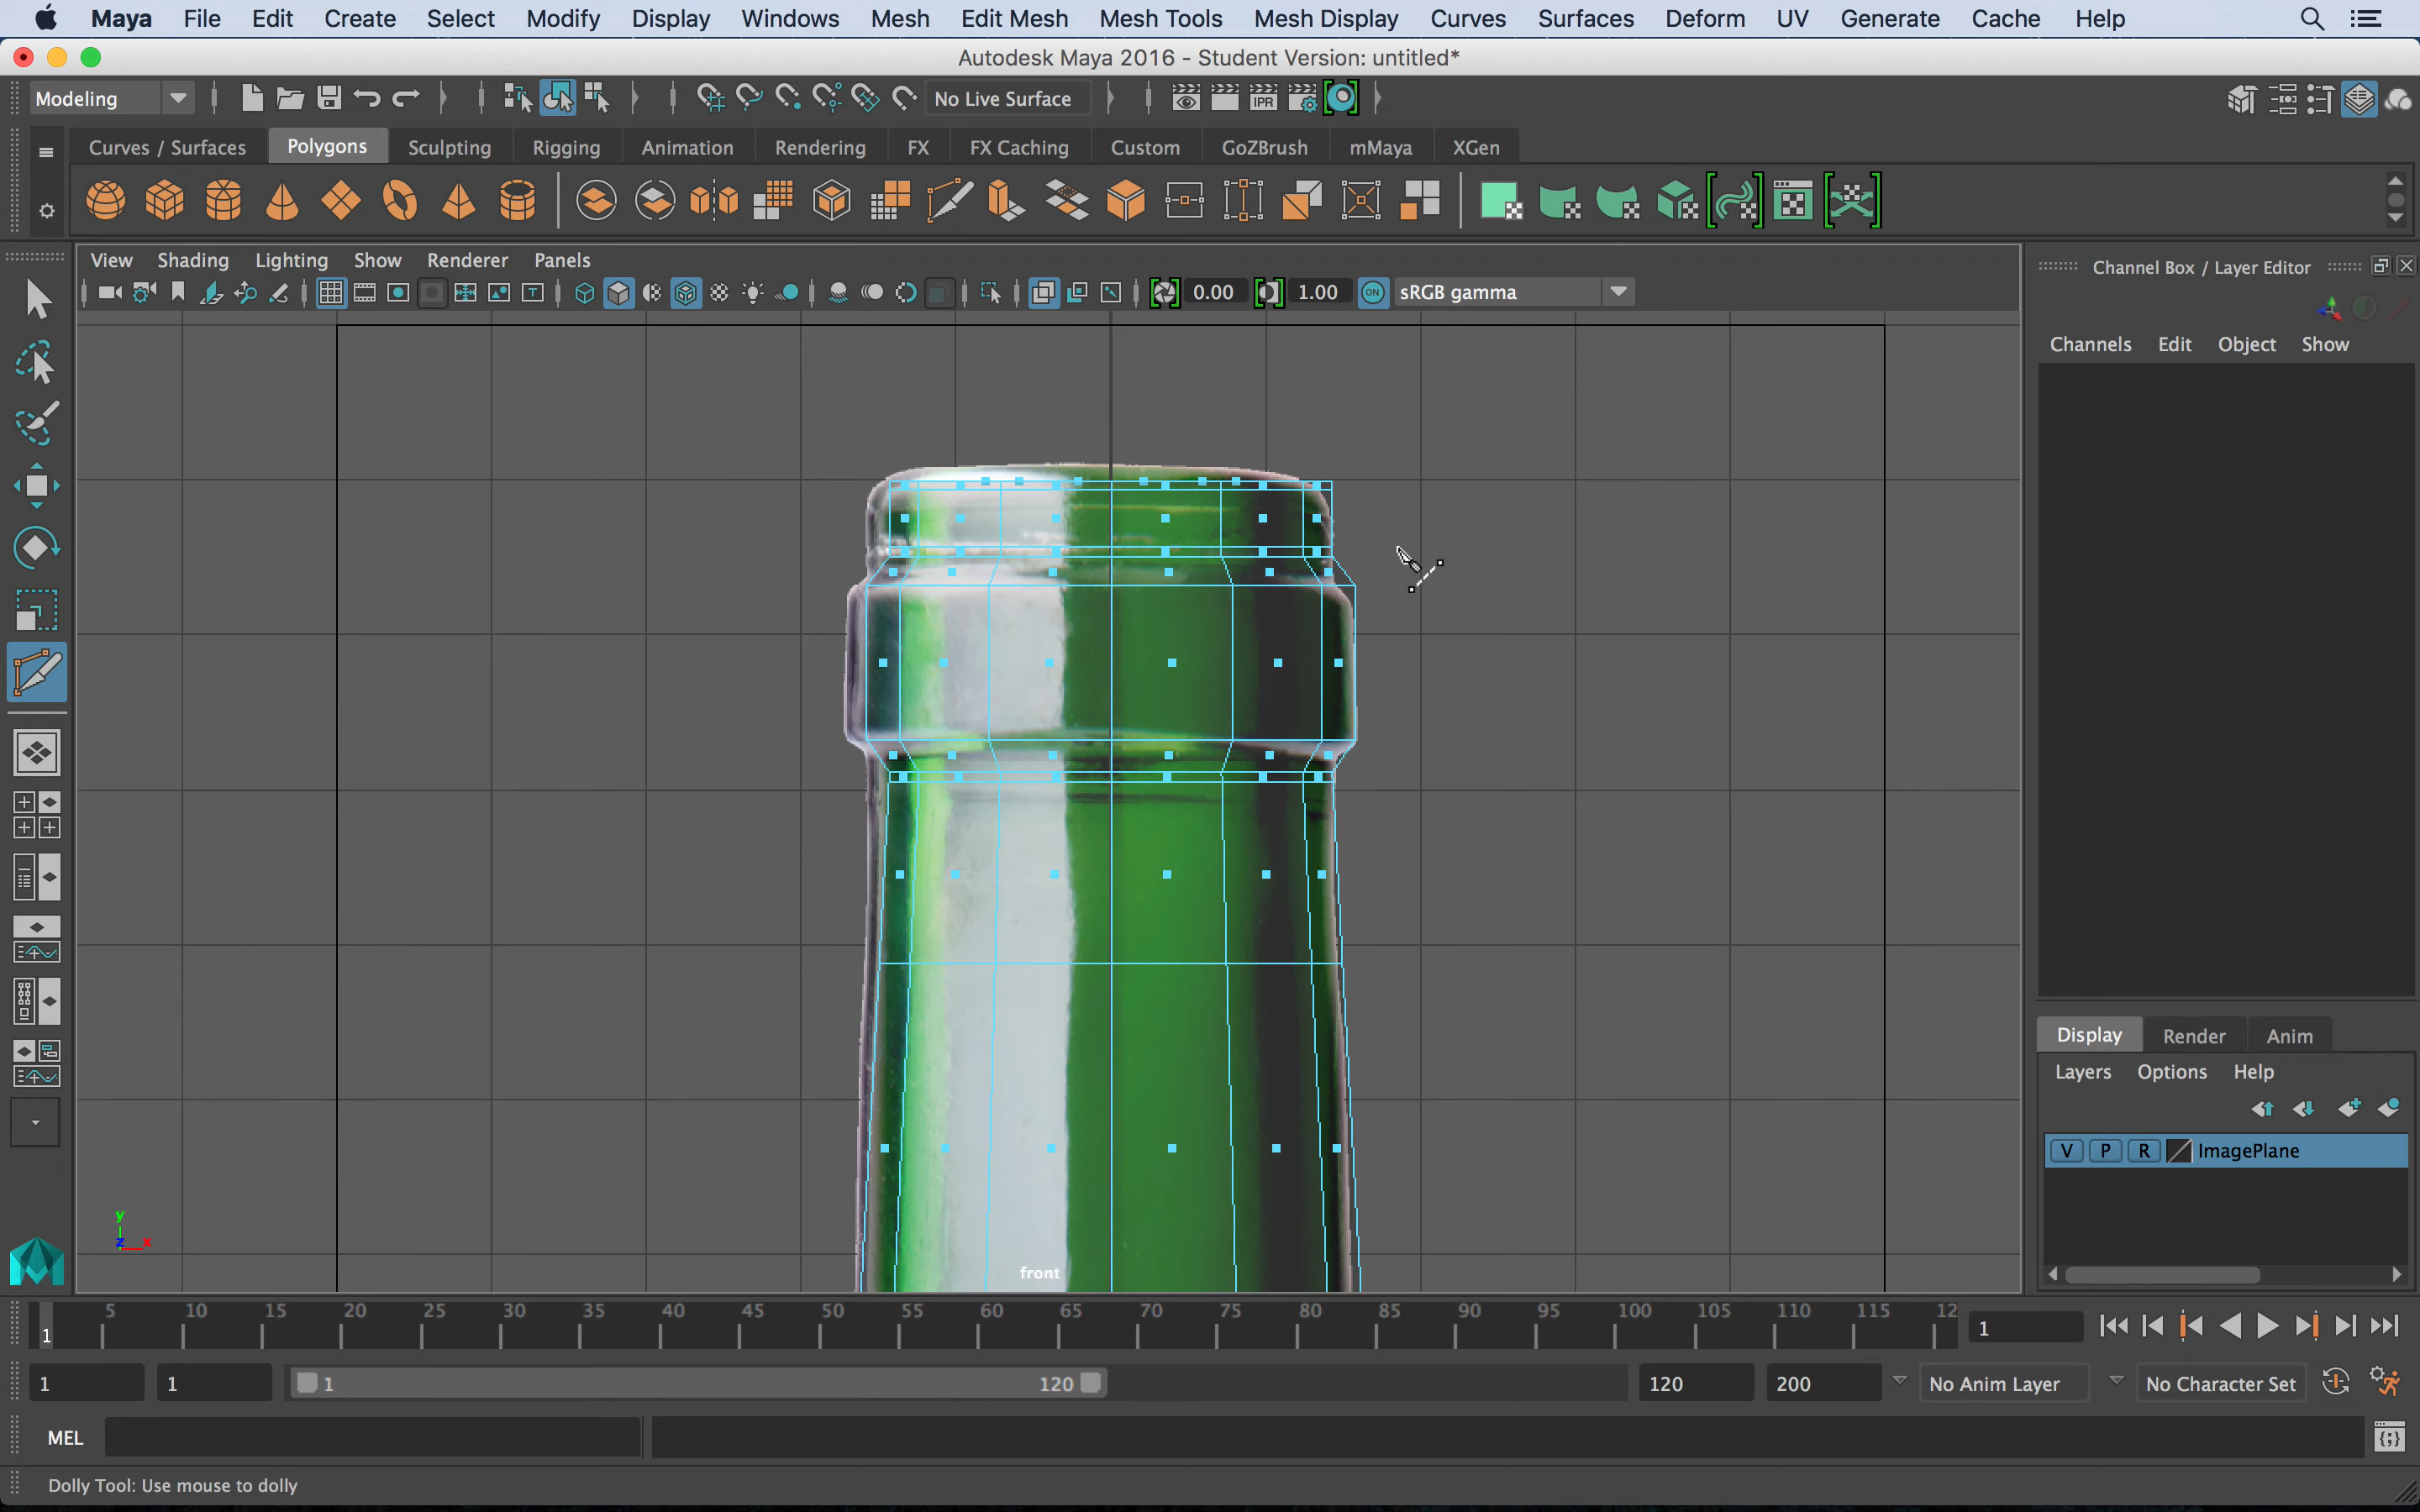 Maya File Edit Create Select Modify Display Windows Mesh Edit Mesh Mesh Tools Mesh Display Curves Surfaces Deform UV Generate Cache Help
Autodesk Maya 2016 - Student Version: untitled*
Modeling
No Live Surface
IPR
Curves / Surfaces Polygons Sculpting Rigging Animation Rendering FX FX Caching Custom GoZBrush mMaya XGen
View Shading Lighting Show Renderer Panels
Channel Box / Layer Editor
T
0.00 1.00 ON sRGB gamma
Channels Edit Object Show
Display Render Anim
Layers Options Help
V P R ImagePlane
y
z x
front
5 10 15 20 25 30 35 40 45 50 55 60 65 70 75 80 85 90 95 100 105 110 115 12
1 1
1 1 1 120 120 200 No Anim Layer No Character Set
MEL
Dolly Tool: Use mouse to dolly